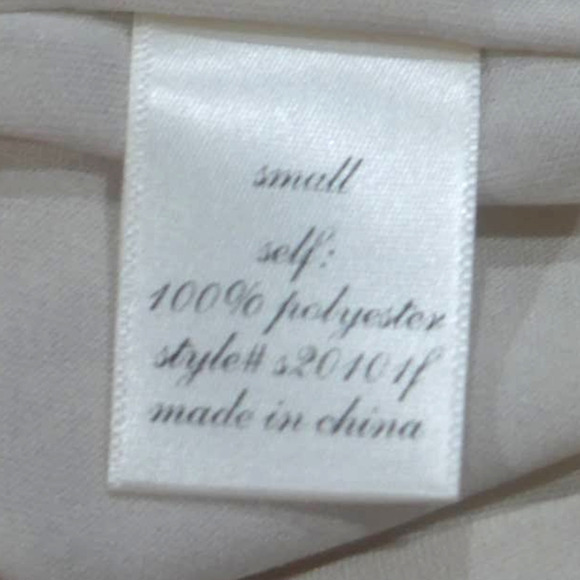 small
self:
100% polyester
style# s20101f
made in china